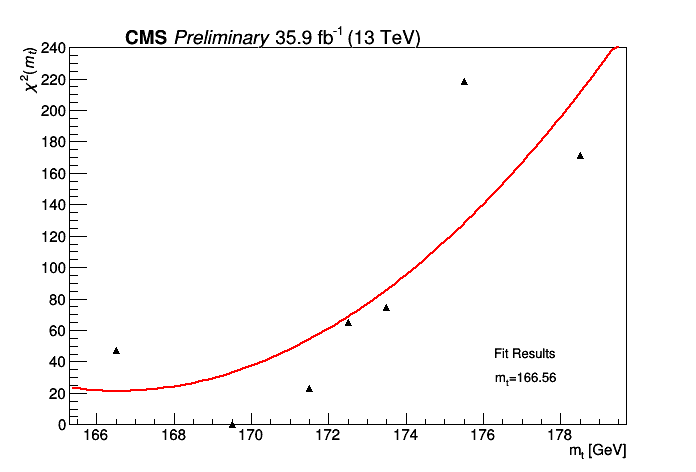 CMS Preliminary 35.9 fb⁻¹ (13 TeV)
χ²(mₜ)
240
220
200
180
160
140
120
100
80
60
40
20
0
Fit Results
mₜ=166.56
166 168 170 172 174 176 178
mₜ [GeV]